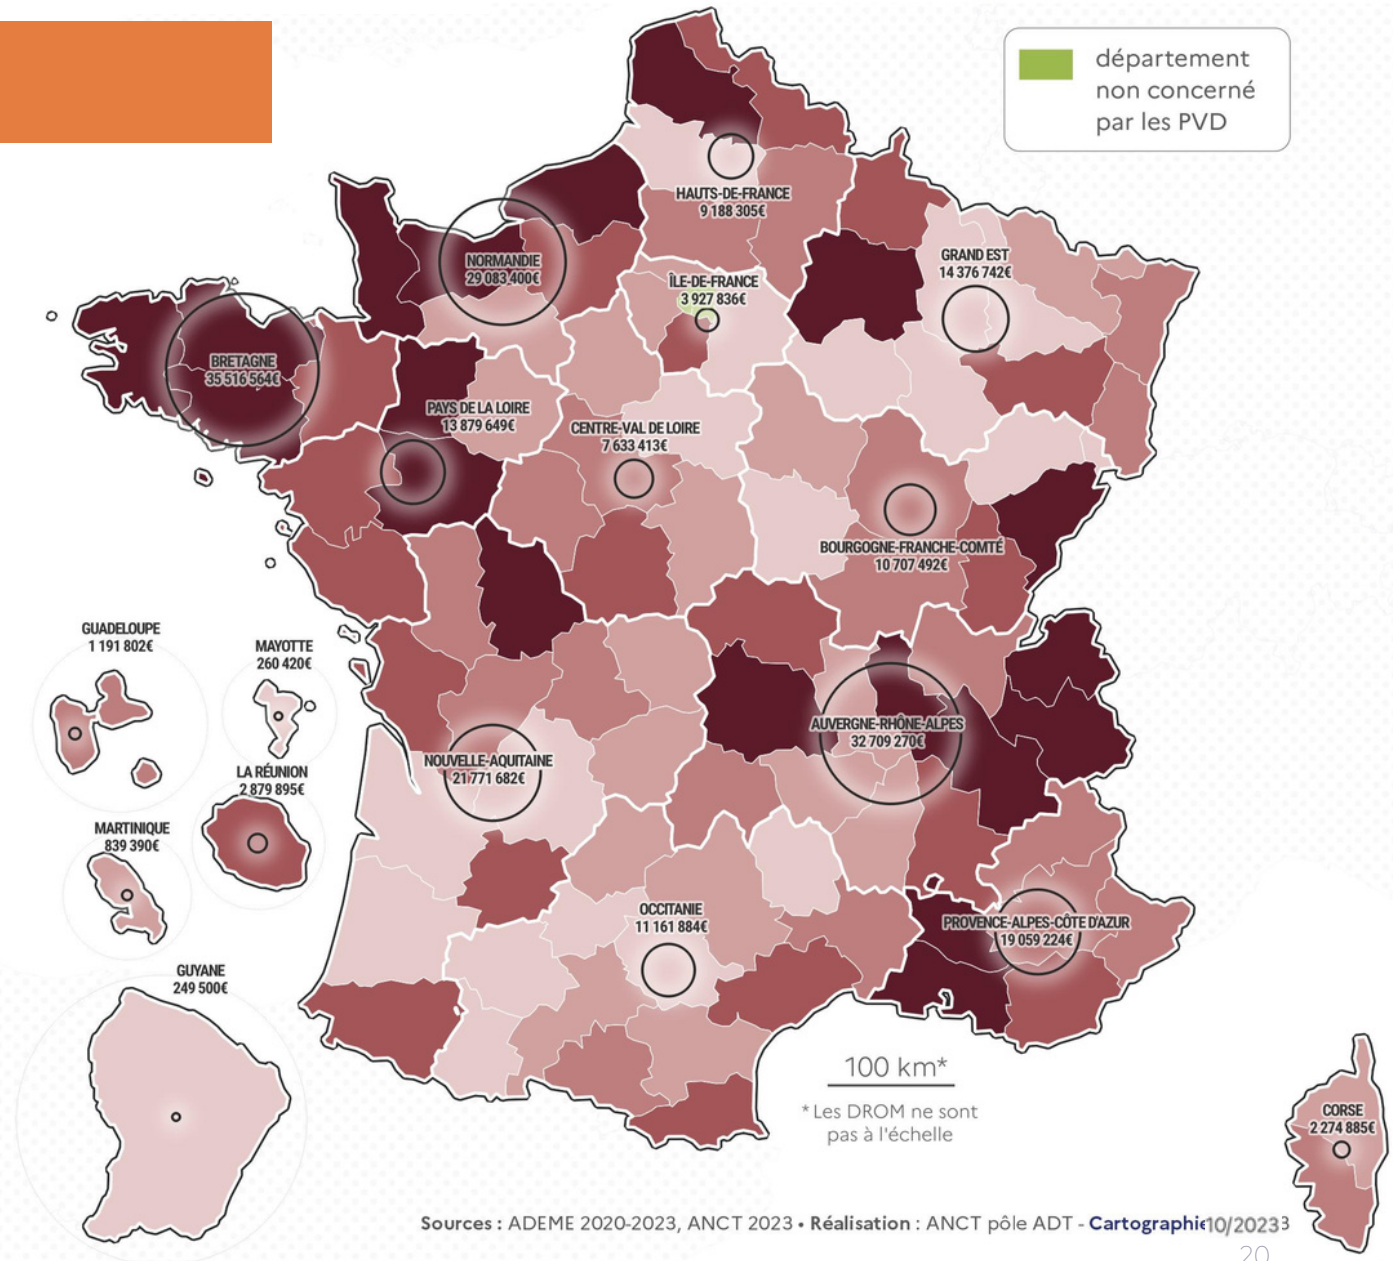 département
non concerné
par les PVD
HAUTS-DE-FRANCE
9 188 305€
NORMANDIE
29 083 400€
GRAND EST
14 376 742€
ÎLE-DE-FRANCE
3 927 836€
BRETAGNE
35 516 564€
PAYS DE LA LOIRE
13 879 649€
CENTRE-VAL DE LOIRE
7 633 413€
BOURGOGNE-FRANCHE-COMTÉ
10 707 492€
GUADELOUPE
1 191 802€
MAYOTTE
260 420€
AUVERGNE-RHÔNE-ALPES
32 709 270€
NOUVELLE-AQUITAINE
21 771 682€
LA RÉUNION
2 879 895€
MARTINIQUE
839 390€
OCCITANIE
11 161 884€
PROVENCE-ALPES-CÔTE D'AZUR
19 059 224€
GUYANE
249 500€
100 km*
* Les DROM ne sont
pas à l'échelle
CORSE
2 274 885€
Sources : ADEME 2020-2023, ANCT 2023 • Réalisation : ANCT pôle ADT - Cartographie 10/2023
20